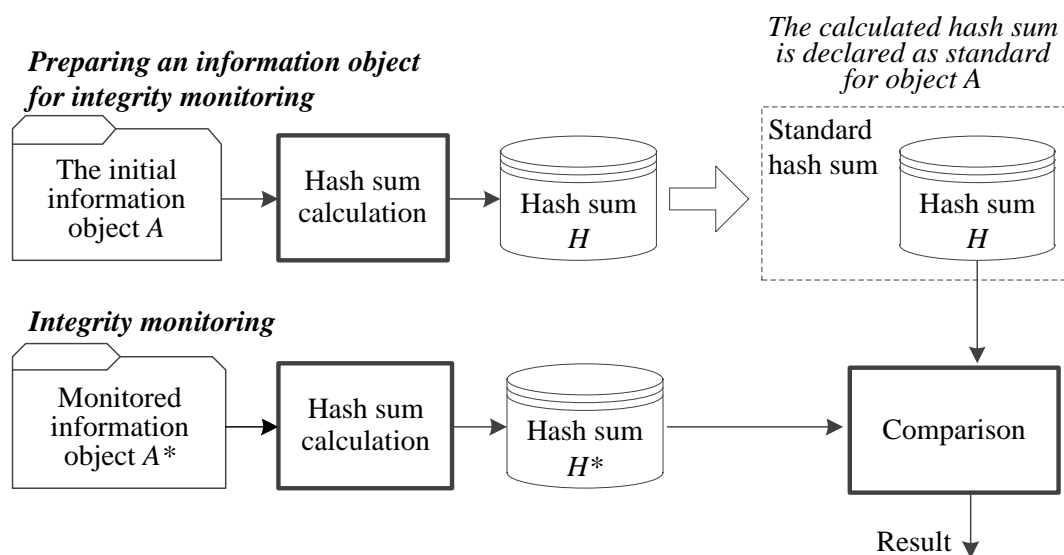 The calculated hash sum
is declared as standard
for object A
Preparing an information object
for integrity monitoring
The initial
information
object A
Hash sum
calculation
Hash sum
H
Standard
hash sum
Hash sum
H
Integrity monitoring
Monitored
information
object A*
Hash sum
calculation
Hash sum
H*
Comparison
Result